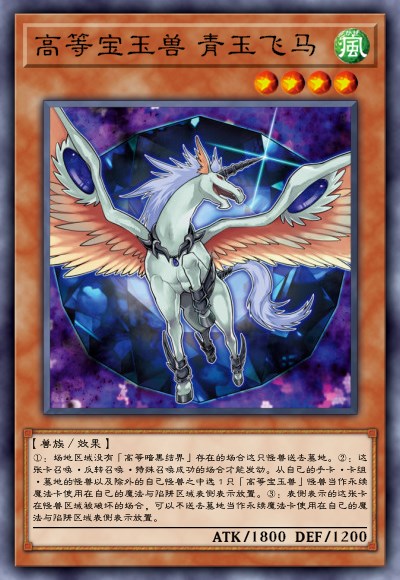 高等宝玉兽 青玉飞马
風
【兽族／效果】
①：场地区域没有「高等暗黑结界」存在的场合这只怪兽送去墓地。②：这
张卡召唤·反转召唤·特殊召唤成功的场合才能发动。从自己的手卡·卡组
·墓地的怪兽以及除外的自己怪兽之中选1只「高等宝玉兽」怪兽当作永续
魔法卡使用在自己的魔法与陷阱区域表侧表示放置。③：表侧表示的这张卡
在怪兽区域被破坏的场合，可以不送去墓地当作永续魔法卡使用在自己的魔
法与陷阱区域表侧表示放置。
ATK/1800 DEF/1200